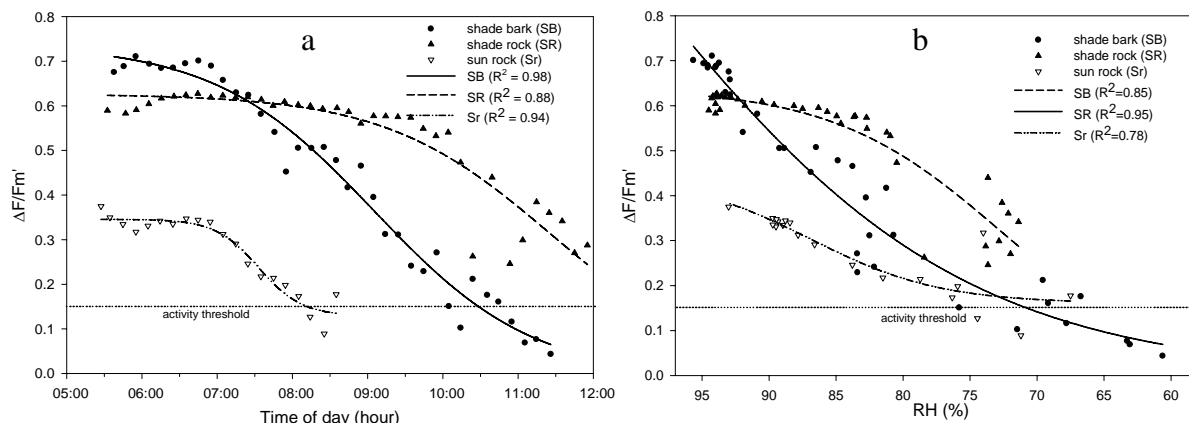 a
shade bark (SB)
shade rock (SR)
sun rock (Sr)
SB (R² = 0.98)
SR (R² = 0.88)
Sr (R² = 0.94)
ΔF/Fm'
0.8
0.7
0.6
0.5
0.4
0.3
0.2
0.1
0.0
activity threshold
05:00 06:00 07:00 08:00 09:00 10:00 11:00 12:00
Time of day (hour)
b
shade bark (SB)
shade rock (SR)
sun rock (Sr)
SB (R²=0.85)
SR (R²=0.95)
Sr (R²=0.78)
ΔF/Fm'
0.8
0.7
0.6
0.5
0.4
0.3
0.2
0.1
0.0
activity threshold
95 90 85 80 75 70 65 60
RH (%)